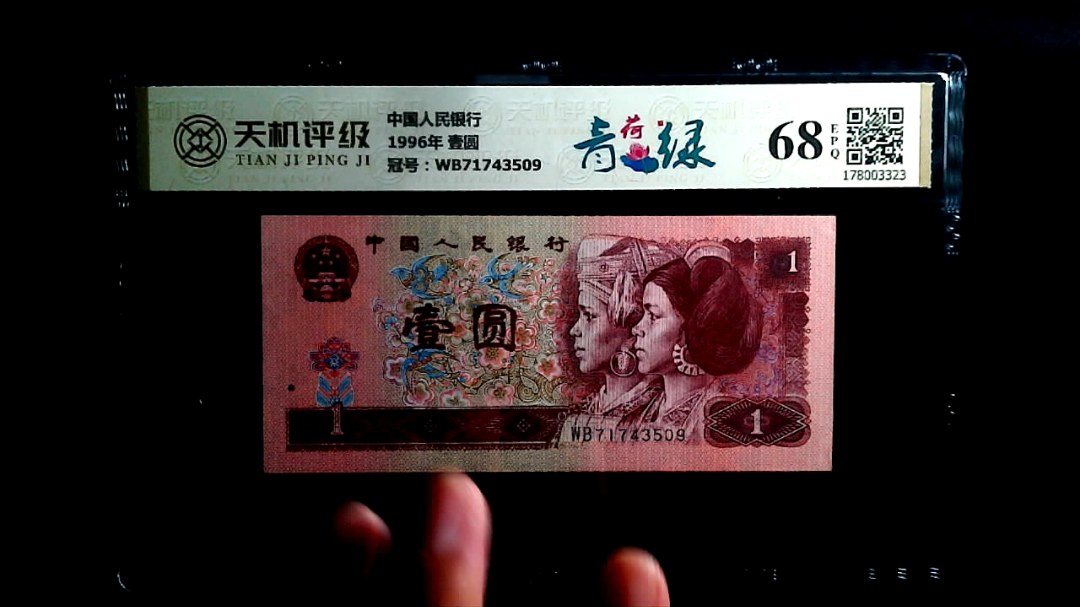 天机评级
TIAN JI PING JI
中国人民银行
1996年 壹圆
冠号：WB71743509
青荷绿
68
EPQ
178003323
中國人民银行
1
壹圆
1
WB71743509
1